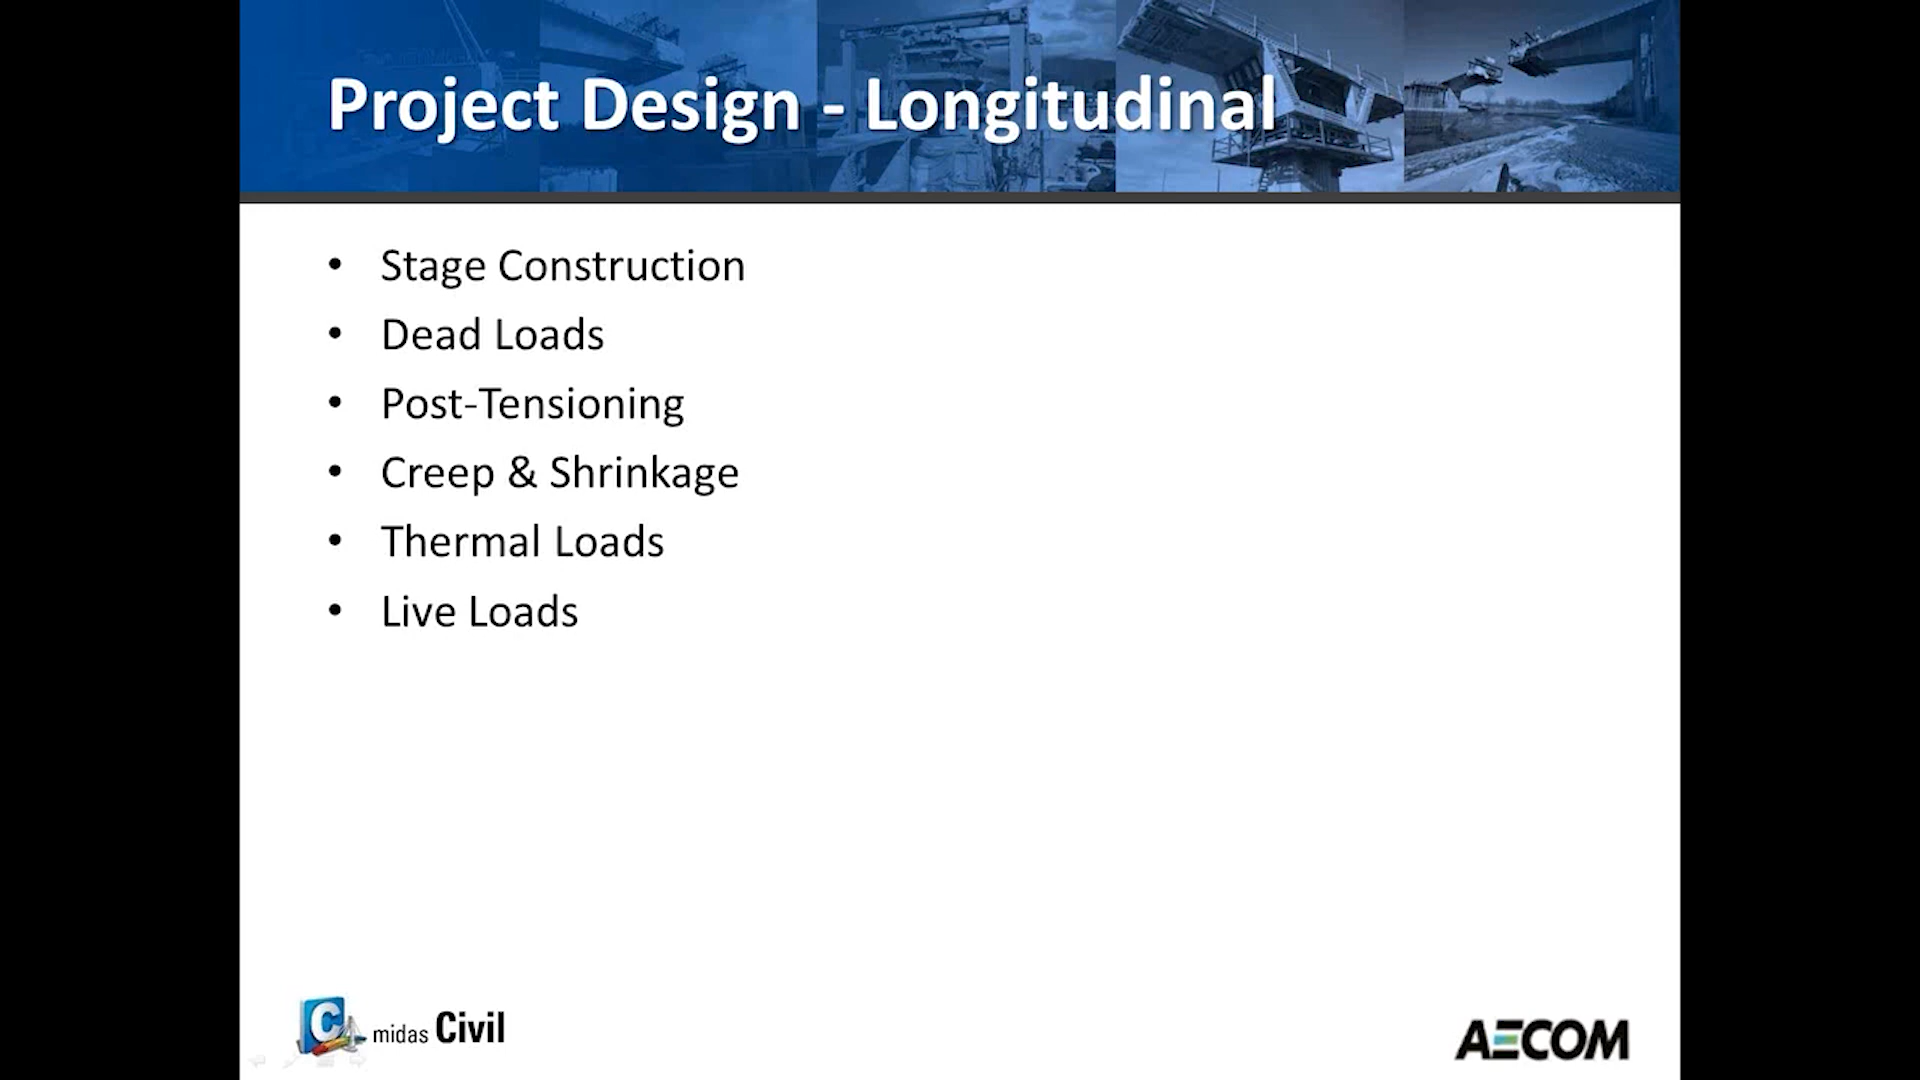 Project Design - Longitudinal
• Stage Construction
• Dead Loads
• Post-Tensioning
• Creep & Shrinkage
• Thermal Loads
• Live Loads
C midas Civil
AECOM